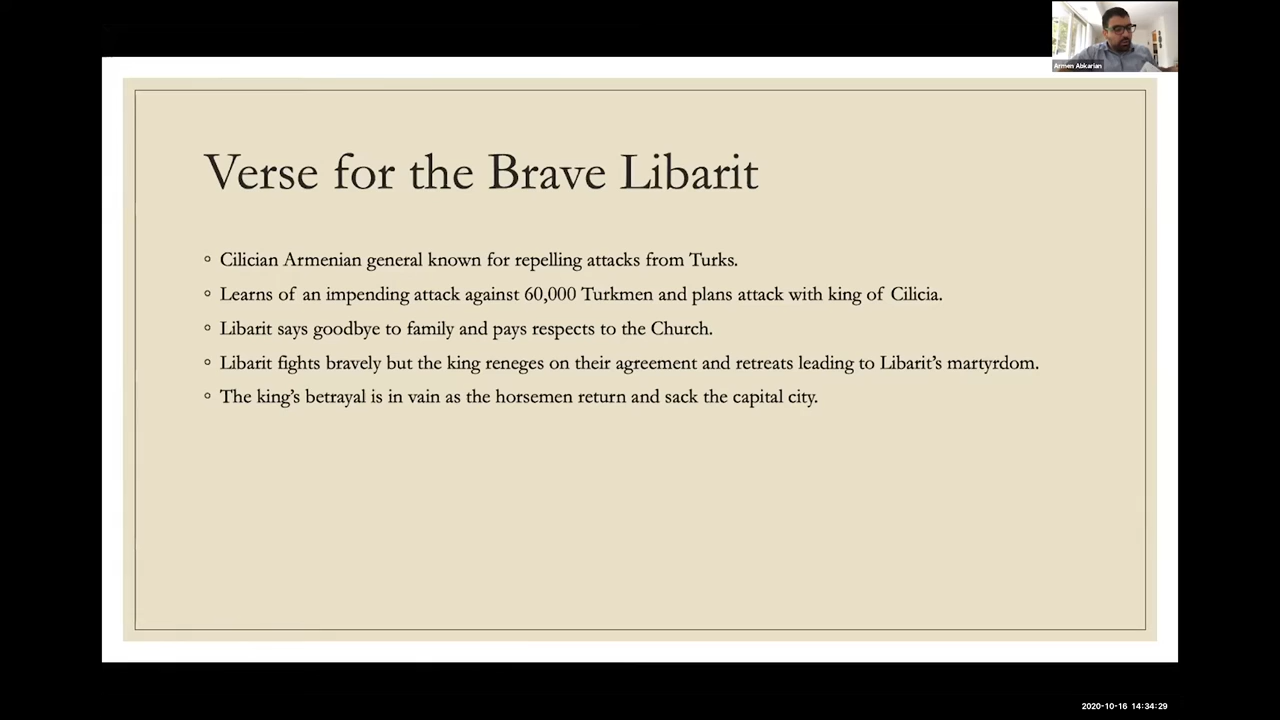 Armen Abkarian
Verse for the Brave Libarit
◦ Cilician Armenian general known for repelling attacks from Turks.
◦ Learns of an impending attack against 60,000 Turkmen and plans attack with king of Cilicia.
◦ Libarit says goodbye to family and pays respects to the Church.
◦ Libarit fights bravely but the king reneges on their agreement and retreats leading to Libarit’s martyrdom.
◦ The king’s betrayal is in vain as the horsemen return and sack the capital city.
2020-10-16 14:34:29